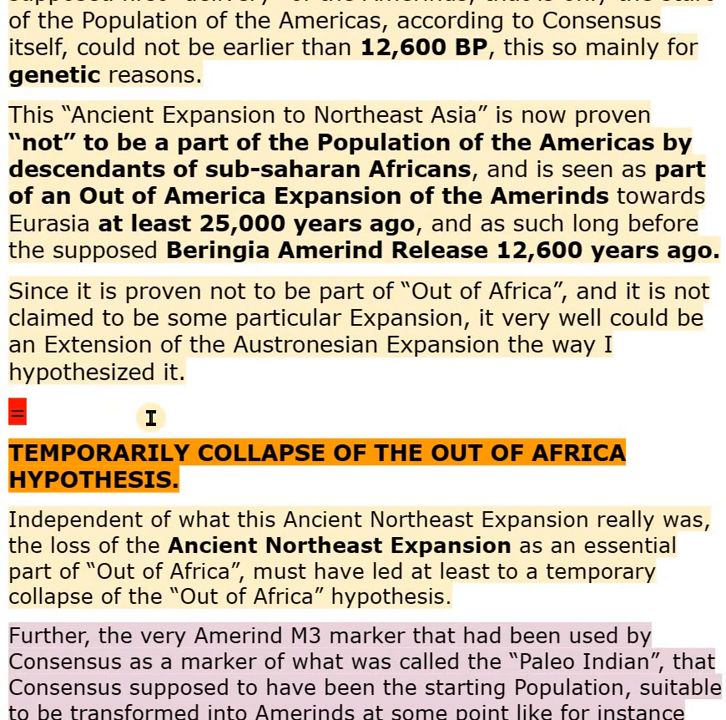 supposed first "delivery" of the Amerinds, that is only the start
of the Population of the Americas, according to Consensus
itself, could not be earlier than 12,600 BP, this so mainly for
genetic reasons.
This “Ancient Expansion to Northeast Asia” is now proven
“not” to be a part of the Population of the Americas by
descendants of sub-saharan Africans, and is seen as part
of an Out of America Expansion of the Amerinds towards
Eurasia at least 25,000 years ago, and as such long before
the supposed Beringia Amerind Release 12,600 years ago.
Since it is proven not to be part of “Out of Africa”, and it is not
claimed to be some particular Expansion, it very well could be
an Extension of the Austronesian Expansion the way I
hypothesized it.
=
TEMPORARILY COLLAPSE OF THE OUT OF AFRICA
HYPOTHESIS.
Independent of what this Ancient Northeast Expansion really was,
the loss of the Ancient Northeast Expansion as an essential
part of “Out of Africa”, must have led at least to a temporary
collapse of the “Out of Africa” hypothesis.
Further, the very Amerind M3 marker that had been used by
Consensus as a marker of what was called the “Paleo Indian”, that
Consensus supposed to have been the starting Population, suitable
to be transformed into Amerinds at some point like for instance